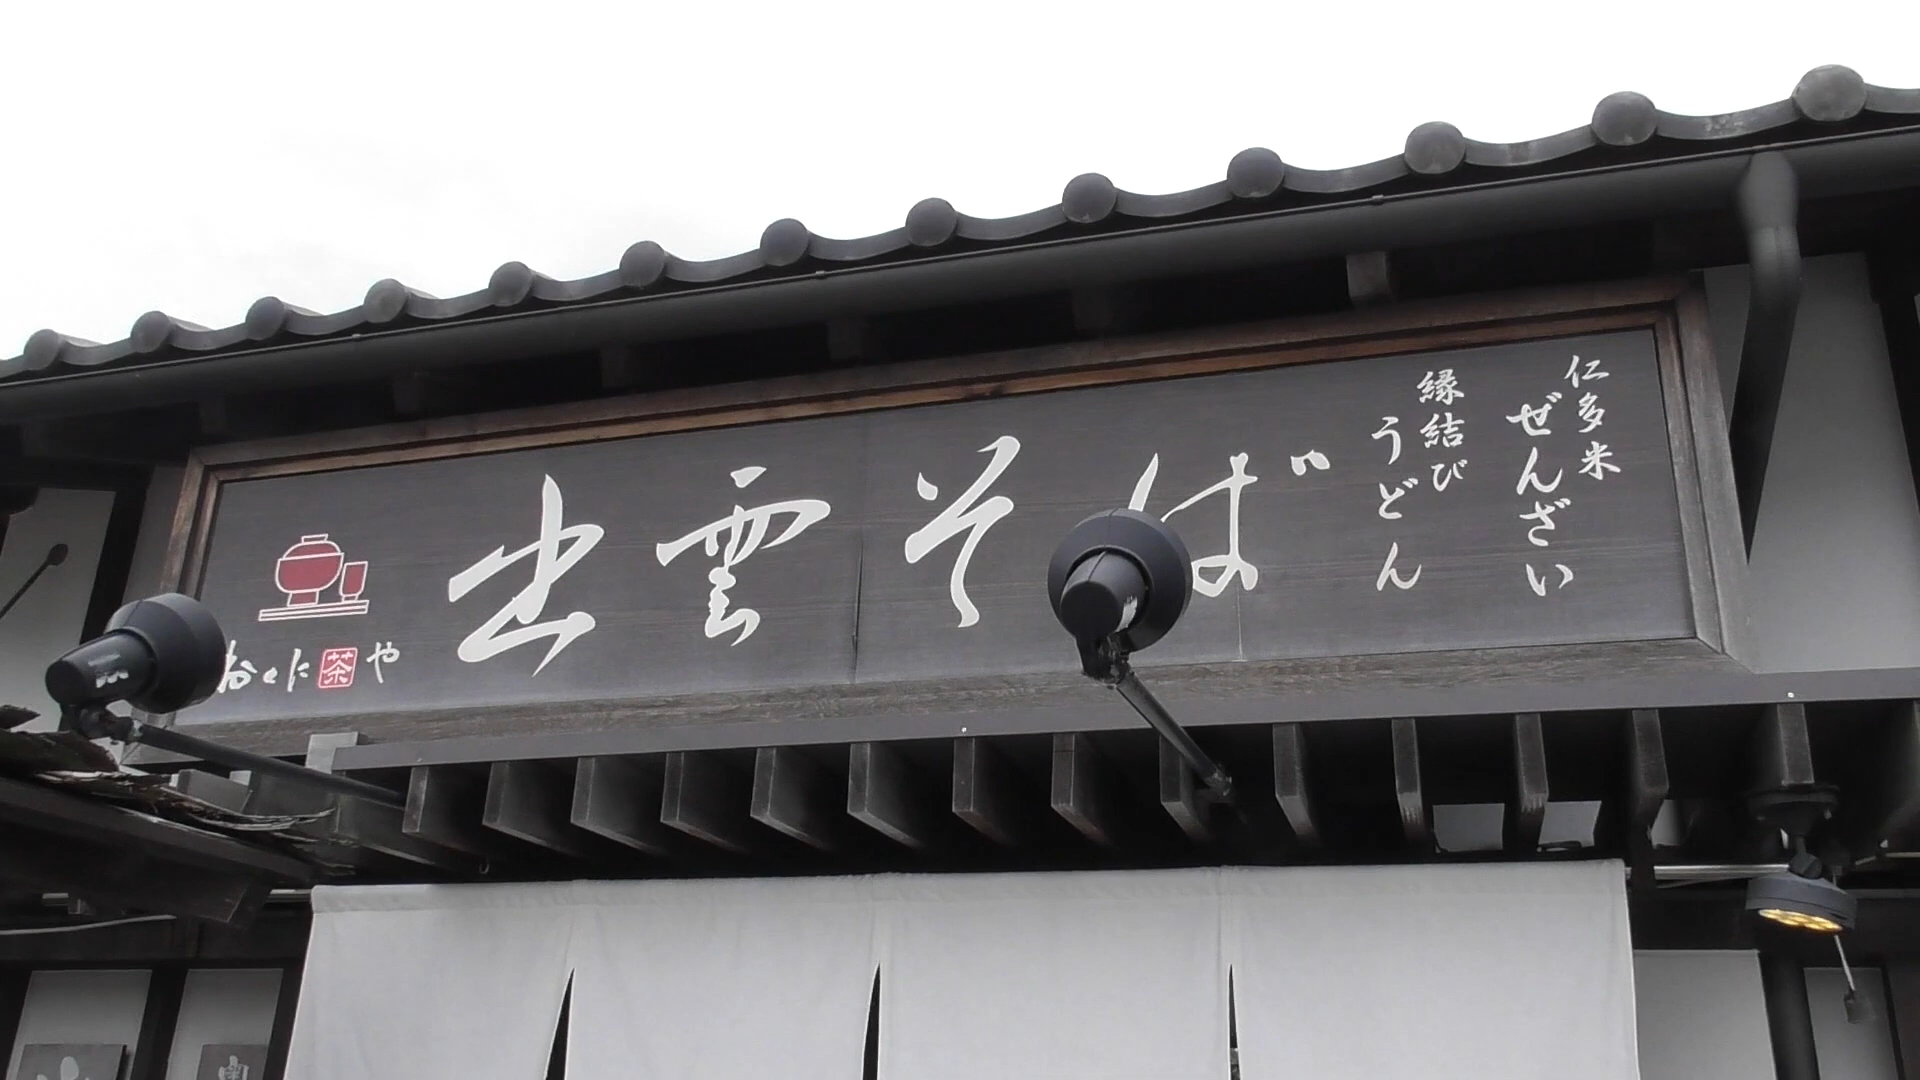 出雲そば
縁結び
うどん
仁多米
ぜんざい
おくに茶や